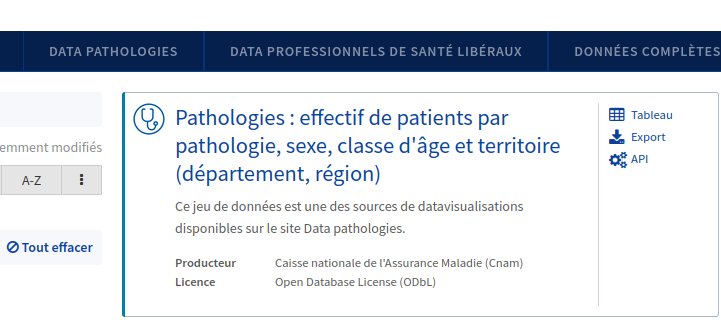 DATA PATHOLOGIES
DATA PROFESSIONNELS DE SANTÉ LIBÉRAUX
DONNÉES COMPLÈTES
emment modifiés
A-Z
Tout effacer
Pathologies : effectif de patients par
pathologie, sexe, classe d'âge et territoire
(département, région)
Ce jeu de données est une des sources de datavisualisations
disponibles sur le site Data pathologies.
Producteur Caisse nationale de l'Assurance Maladie (Cnam)
Licence Open Database License (ODbL)
Tableau
Export
API